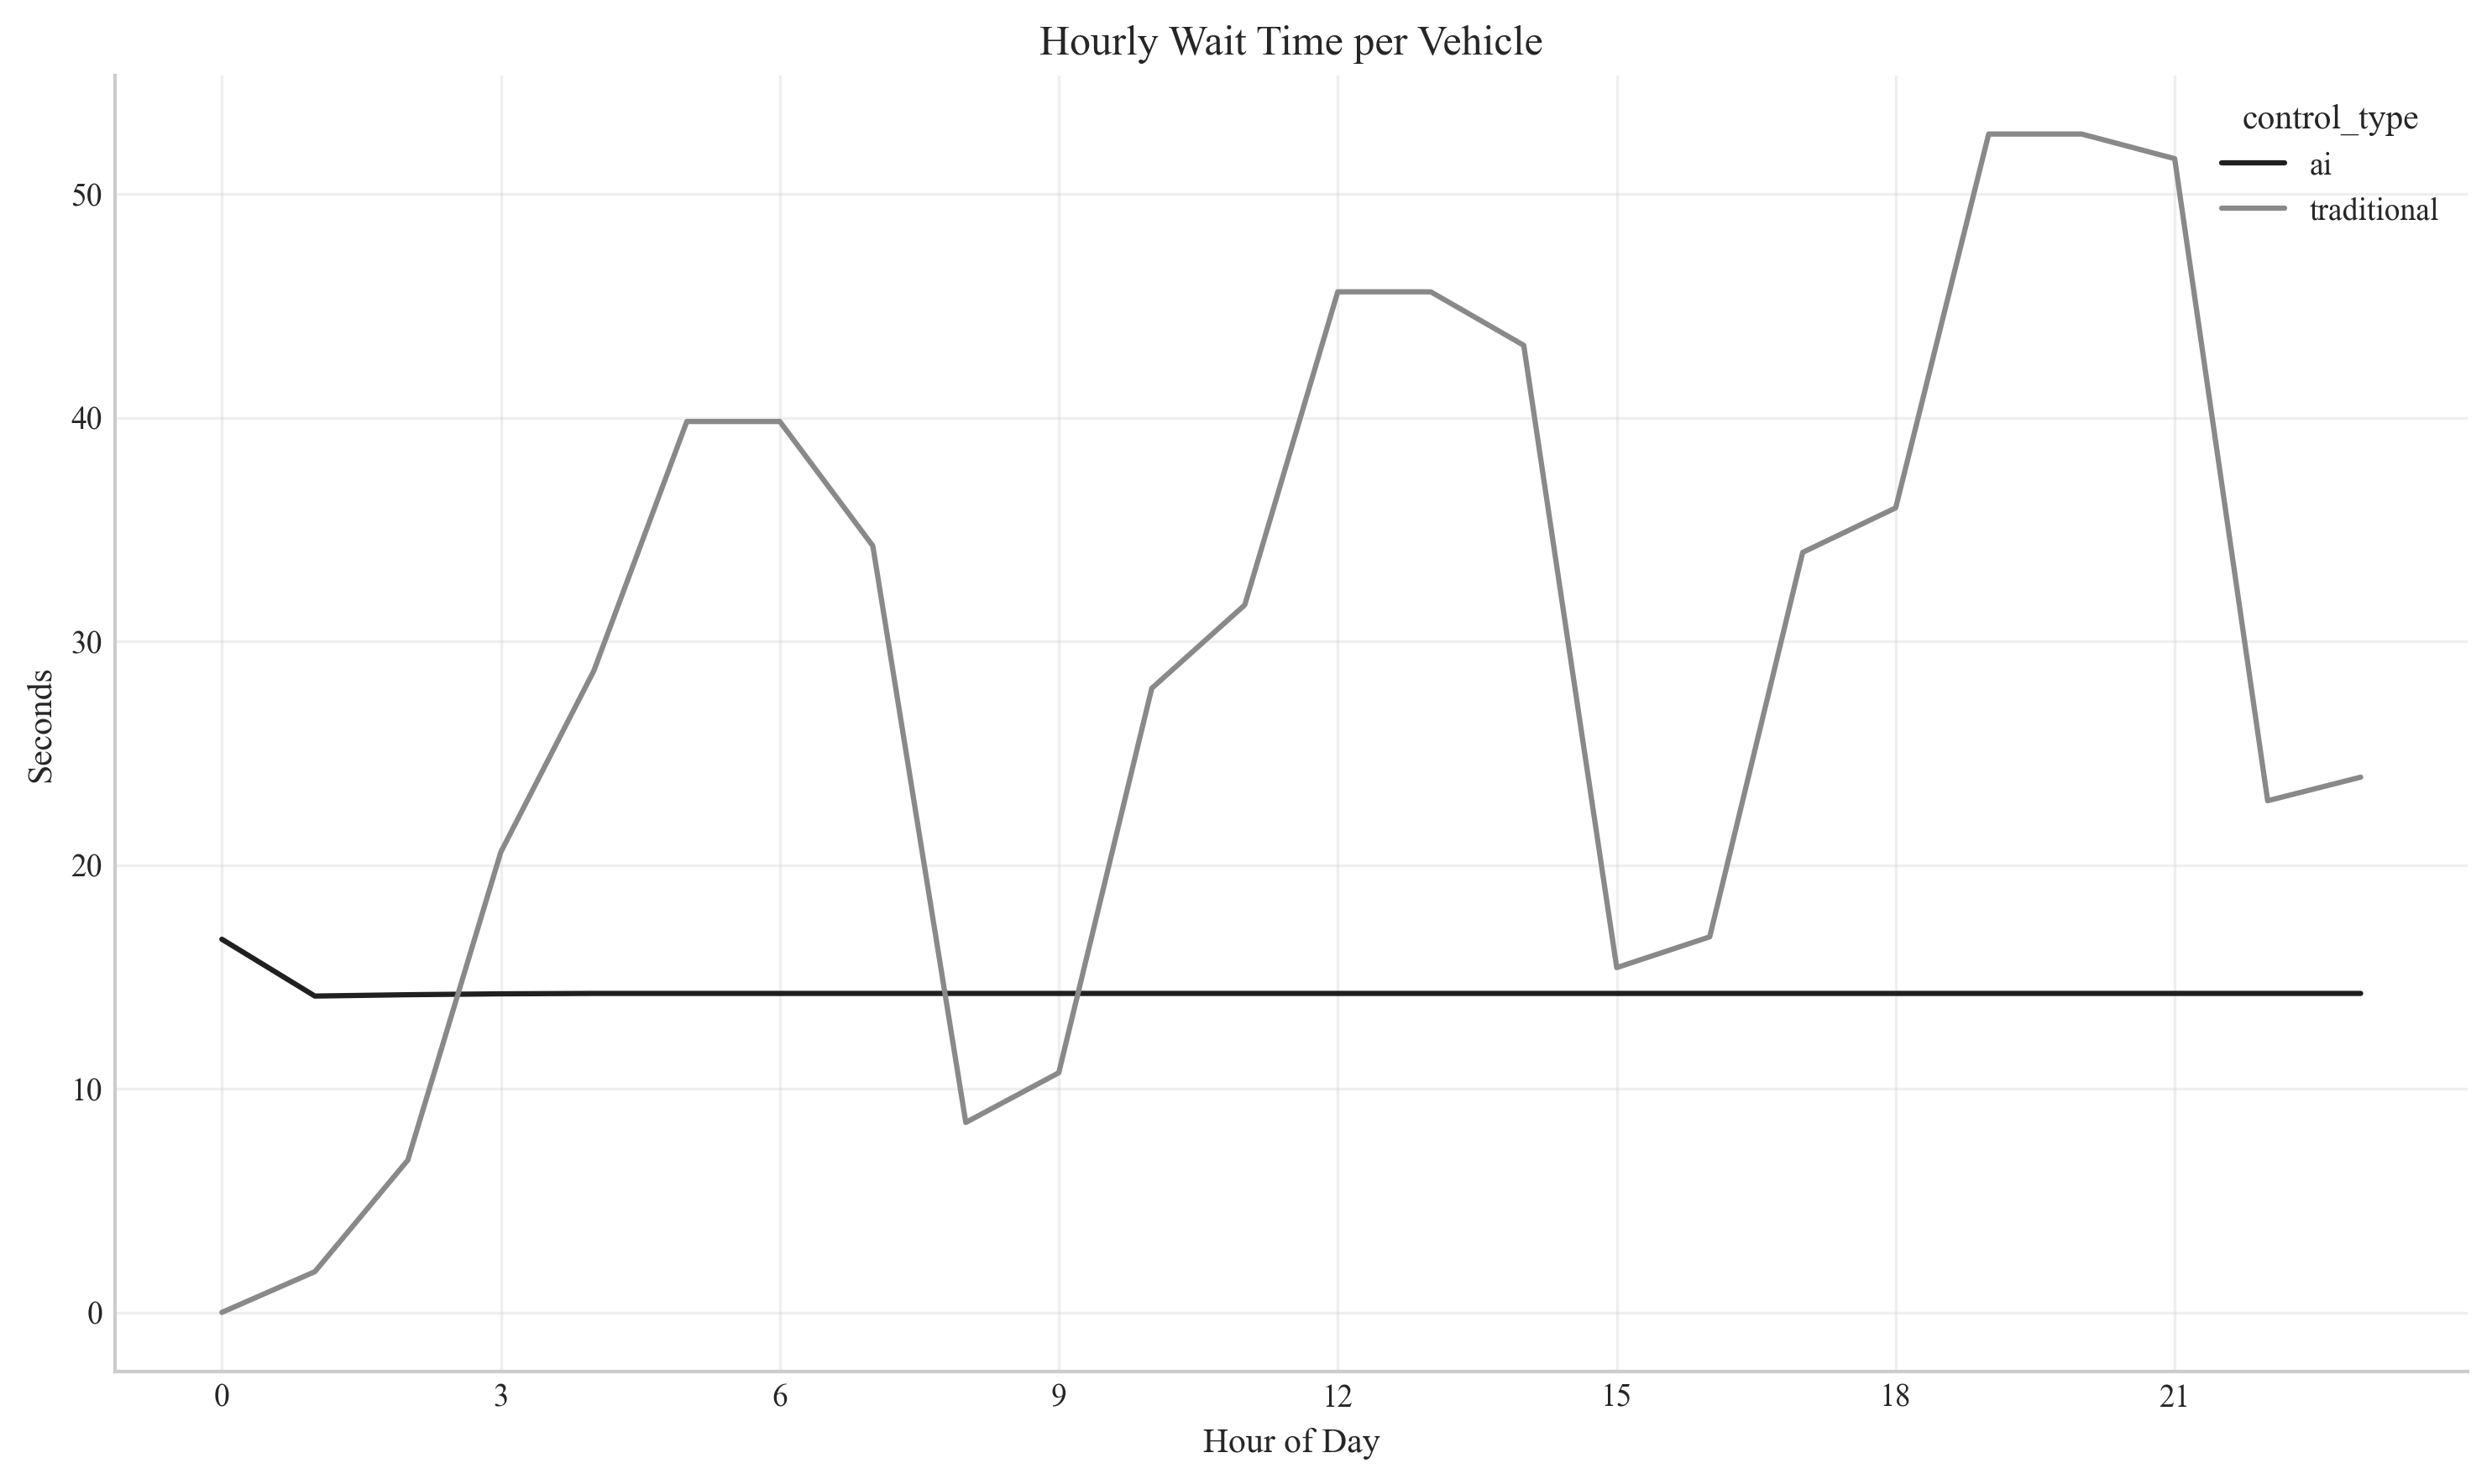 Hourly Wait Time per Vehicle
control_type
ai
traditional
50
40
30
20
10
0
Seconds
0 3 6 9 12 15 18 21
Hour of Day